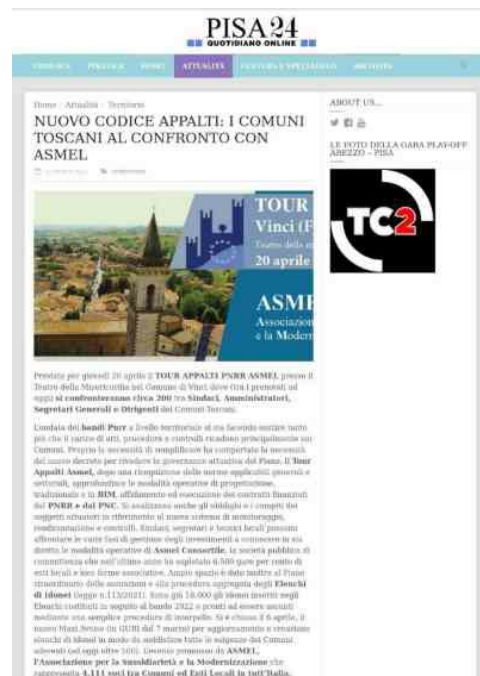 PISA24
QUOTIDIANO ONLINE
CRONACA POLITICA SPORT ATTUALITÀ CULTURA E SPETTACOLO ARCHIVIO
Home Attualità Territorio
NUOVO CODICE APPALTI: I COMUNI
TOSCANI AL CONFRONTO CON
ASMEL
TOUR
Vinci (F
Teatro della
20 aprile
ASME
Associazion
e la Modern
Prevista per giovedì 20 aprile il TOUR APPALTI PNRR ASMEL presso il
Teatro della Misericordia nel Comune di Vinci dove (tra i prenotati ad
oggi) si confronteranno circa 200 tra Sindaci, Amministratori,
Segretari Generali e Dirigenti dei Comuni Toscani.
L'ondata dei bandi Pnrr a livello territoriale si sta facendo sentire tanto
più che il carico di atti, procedure e controlli ricadono principalmente sui
Comuni. Proprio la necessità di semplificare ha comportato la necessità
del nuovo decreto per rivedere la governance attuativa del Piano. Il Tour
Appalti Asmel, dopo una ricognizione delle norme applicabili generali e
settoriali, approfondisce le modalità operative di progettazione,
tradizionale e in BIM, affidamento ed esecuzione dei contratti finanziati
dal PNRR e dal PNC. Si analizzano anche gli obblighi e i compiti dei
soggetti attuatori in riferimento al nuovo sistema di monitoraggio,
rendicontazione e controlli. Sindaci, segretari e tecnici locali possono
affrontare le varie fasi di gestione degli investimenti a conoscere in via
diretta le modalità operative di Asmel Consortile, la società pubblica di
committenza che nell'ultimo anno ha espletato 6.500 gare per conto di
enti locali e loro forme associative. Ampio spazio è dato inoltre al Piano
straordinario delle assunzioni e alla procedura aggregata degli Elenchi
di Idonei (legge n.113/2021). Sono già 18.000 gli idonei inseriti negli
Elenchi costituiti in seguito al bando 2022 e pronti ad essere assunti
mediante una semplice procedura di interpello. Si è chiuso il 6 aprile, il
nuovo Maxi Avviso (in GURI dal 7 marzo) per aggiornamento e creazione
elenchi di idonei in modo da soddisfare tutte le esigenze dei Comuni
aderenti (ad oggi oltre 500). L'evento promosso da ASMEL,
l'Associazione per la Sussidiarietà e la Modernizzazione che
rappresenta 4.111 soci tra Comuni ed Enti Locali in tutt'Italia.
ABOUT US...
LE FOTO DELLA GARA PLAY-OFF
AREZZO – PISA
TC2